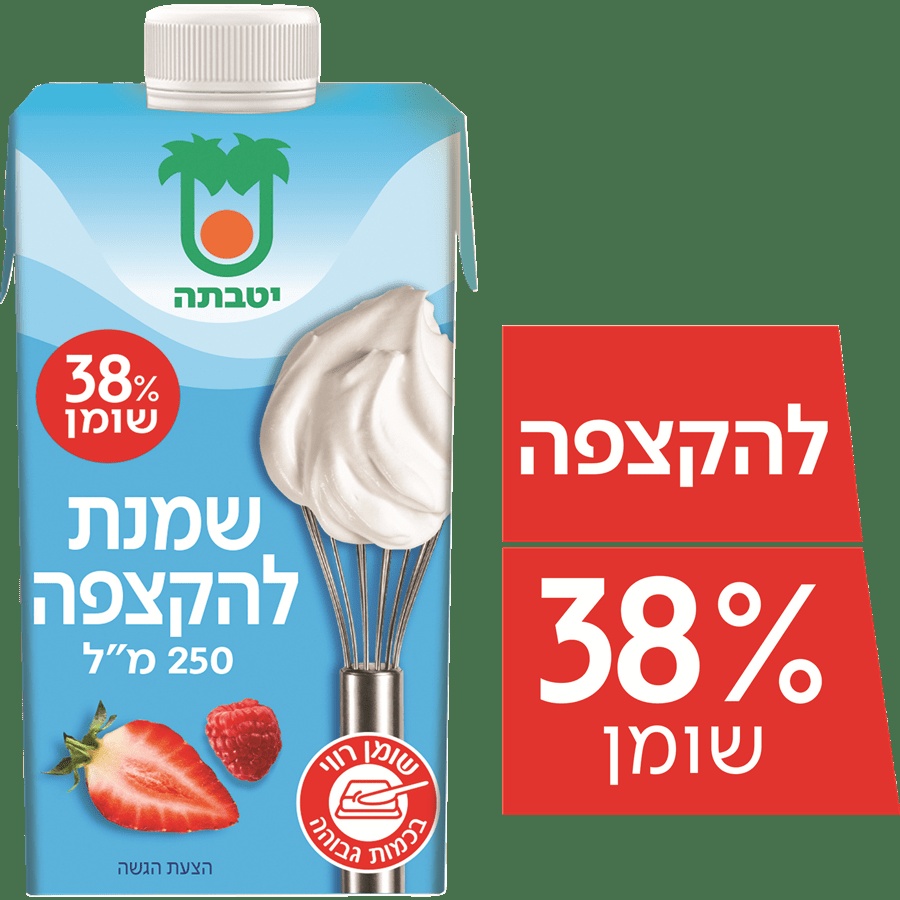 יטבתה
38%
שומן
שמנת
להקצפה
250 מ״ל
שומן רווי
בכמות גבוהה
הצעת הגשה
להקצפה
38%
שומן